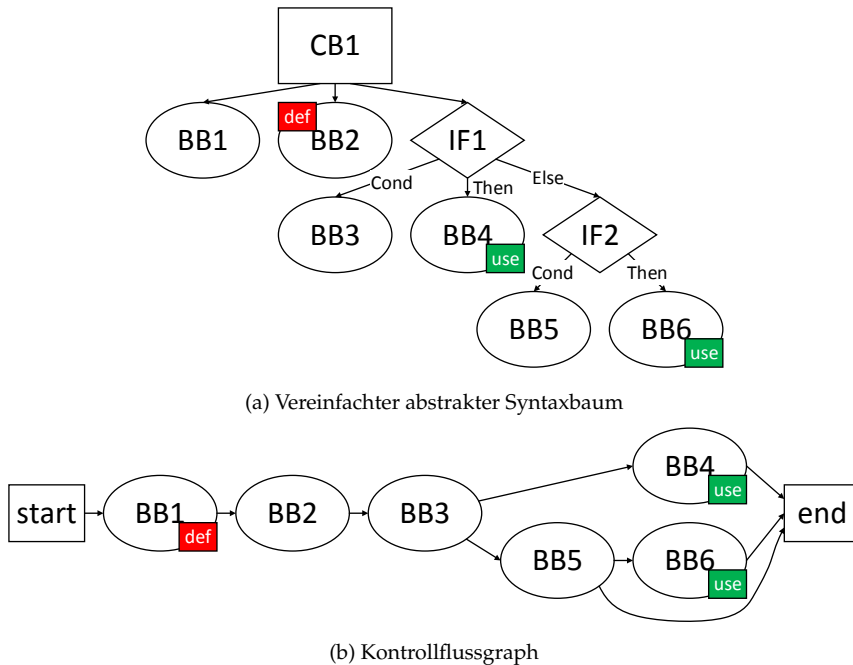 CB1
BB1
def
BB2
IF1
Cond
Then
Else
BB3
BB4
use
IF2
Cond
Then
BB5
BB6
use
(a) Vereinfachter abstrakter Syntaxbaum
start
BB1
def
BB2
BB3
BB4
use
BB5
BB6
use
end
(b) Kontrollflussgraph